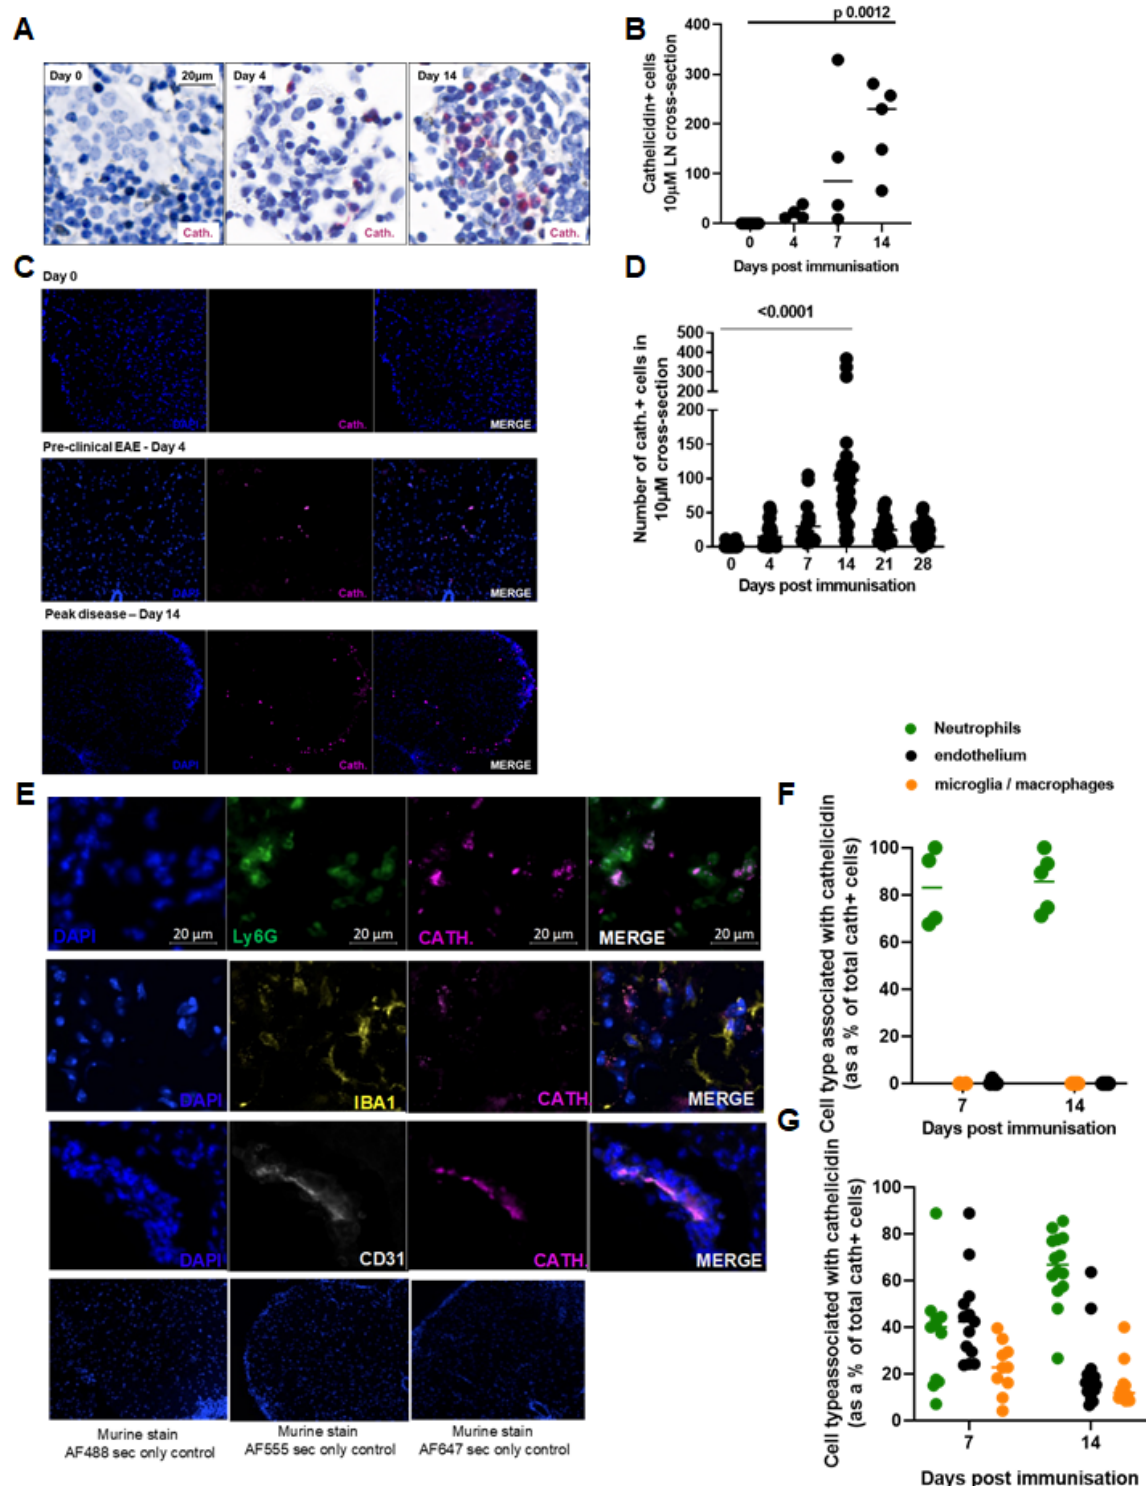 A
Day 0
20μm
Cath.
Day 4
Cath.
Day 14
Cath.
B
p 0.0012
Cathelicidin+ cells
10μM LN cross-section
400
300
200
100
0
0 4 7 14
Days post immunisation
C
Day 0
DAPI
Cath.
MERGE
Pre-clinical EAE - Day 4
DAPI
Cath.
MERGE
Peak disease – Day 14
DAPI
Cath.
MERGE
D
<0.0001
Number of cath.+ cells in
10μM cross-section
500
400
300
200
200
150
100
50
0
0 4 7 14 21 28
Days post immunisation
Neutrophils
endothelium
microglia / macrophages
E
DAPI
20 μm
Ly6G
20 μm
CATH.
20 μm
MERGE
20 μm
DAPI
IBA1
CATH
MERGE
DAPI
CD31
CATH.
MERGE
Murine stain
AF488 sec only control
Murine stain
AF555 sec only control
Murine stain
AF647 sec only control
F
Cell type associated with cathelicidin
(as a % of total cath+ cells)
100
80
60
40
20
0
7 14
Days post immunisation
G
Cell typeassociated with cathelicidin
(as a % of total cath+ cells)
100
80
60
40
20
0
7 14
Days post immunisation